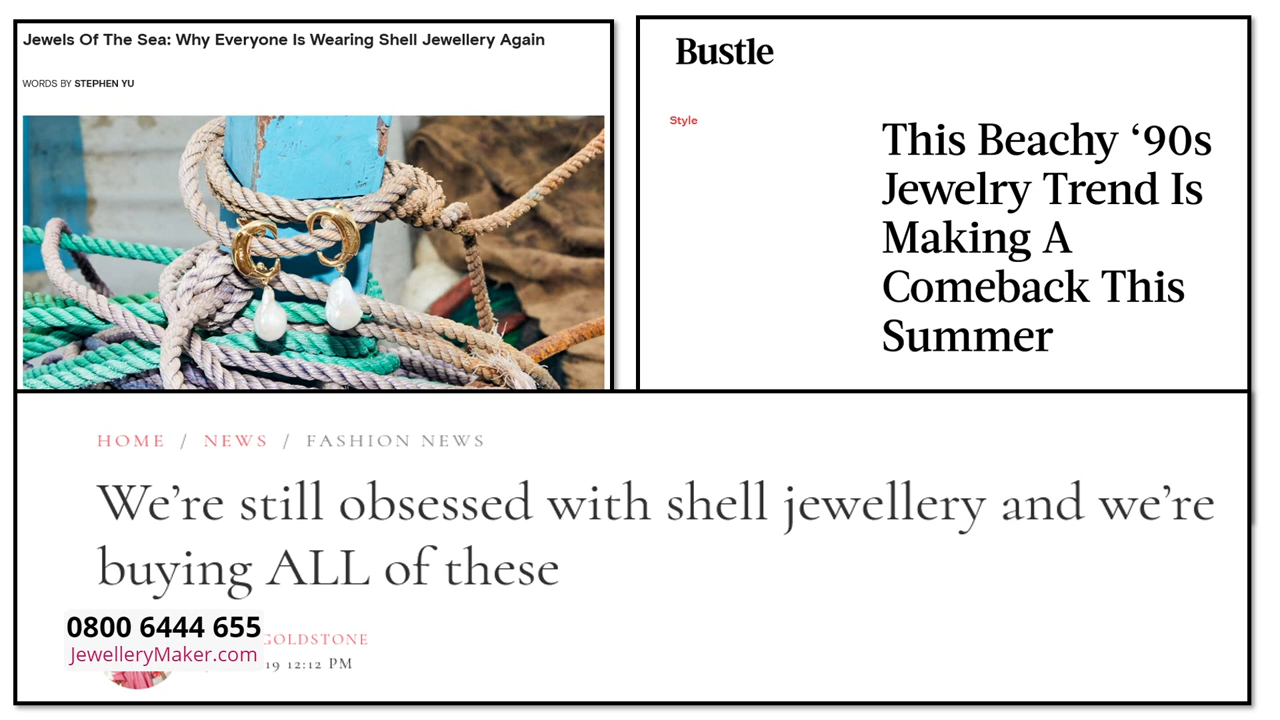 Jewels Of The Sea: Why Everyone Is Wearing Shell Jewellery Again
WORDS BY STEPHEN YU
Bustle
Style
This Beachy ‘90s
Jewelry Trend Is
Making A
Comeback This
Summer
HOME / NEWS / FASHION NEWS
We’re still obsessed with shell jewellery and we’re
buying ALL of these
0800 6444 655
JewelleryMaker.com
GOLDSTONE
19 12:12 PM